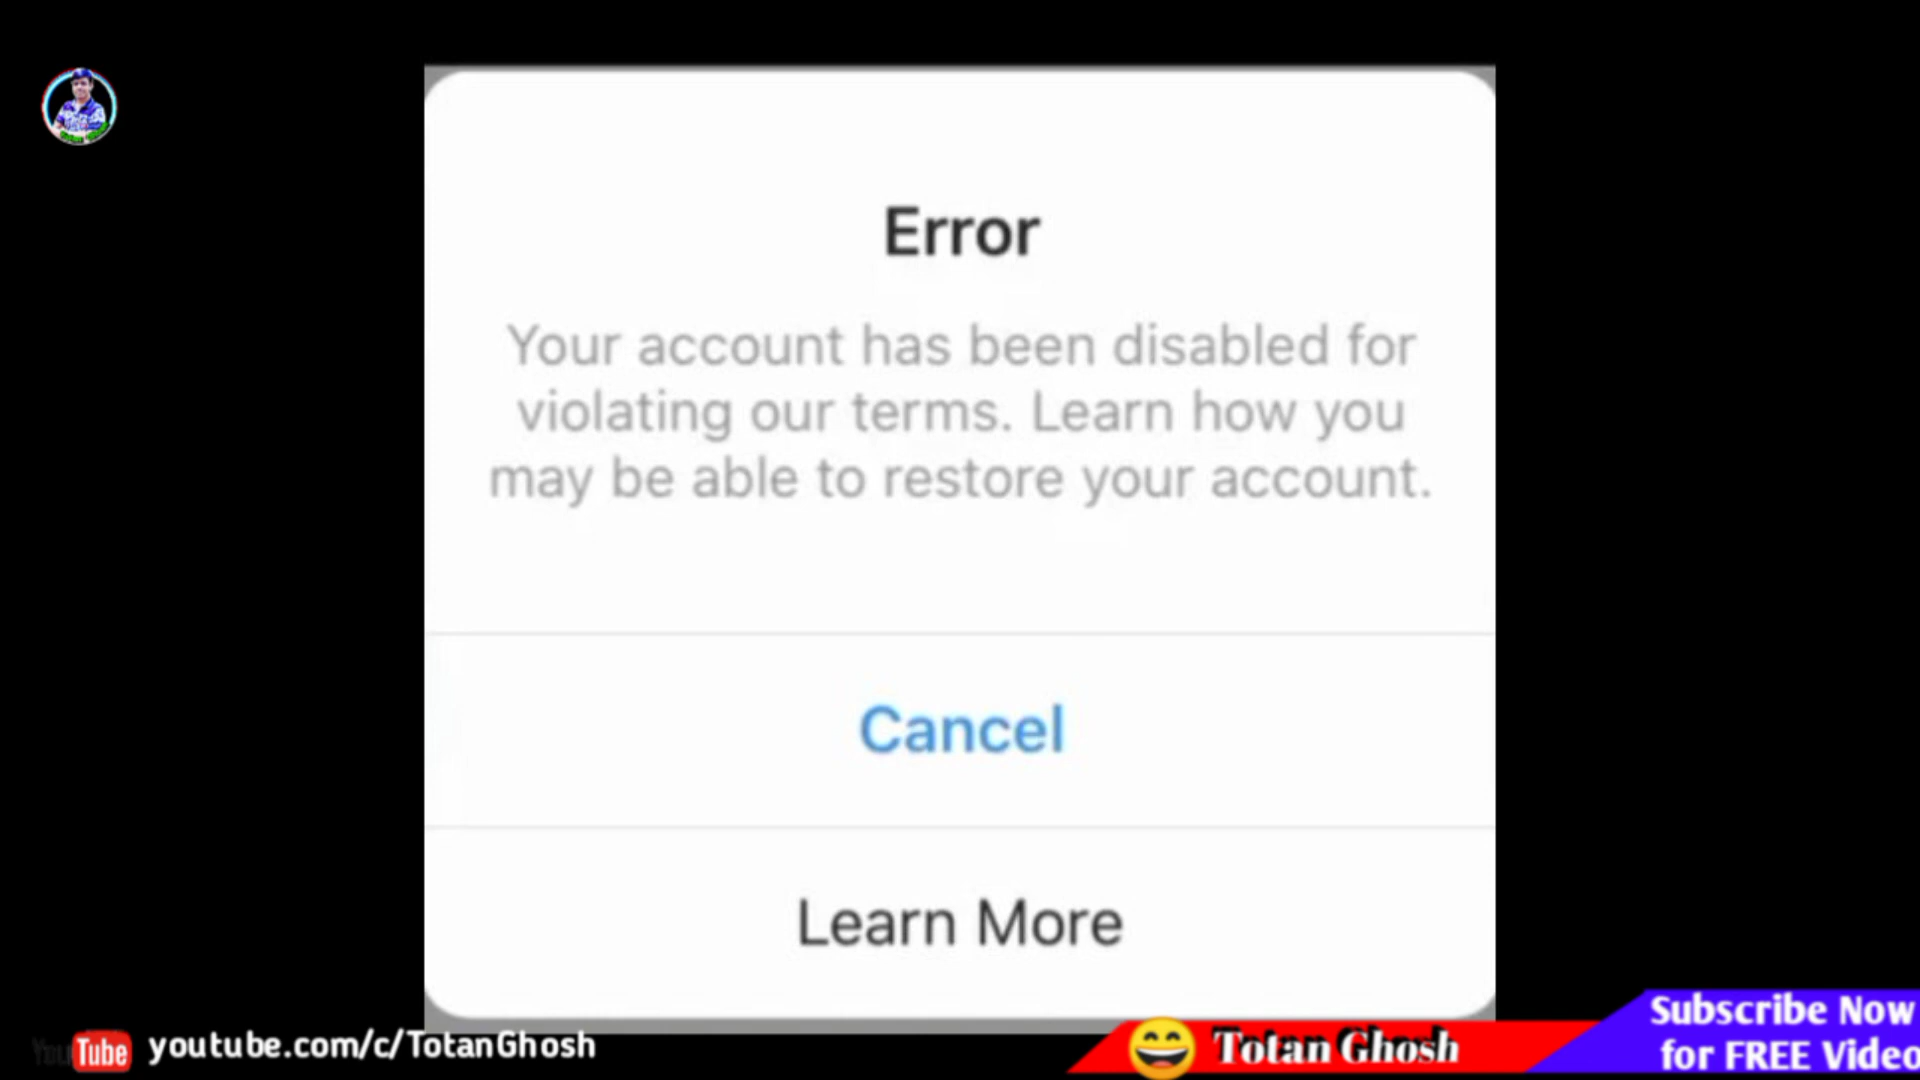 Error
Your account has been disabled for
violating our terms. Learn how you
may be able to restore your account.
Cancel
Learn More
YouTube youtube.com/c/TotanGhosh
Totan Ghosh
Subscribe Now
for FREE Video